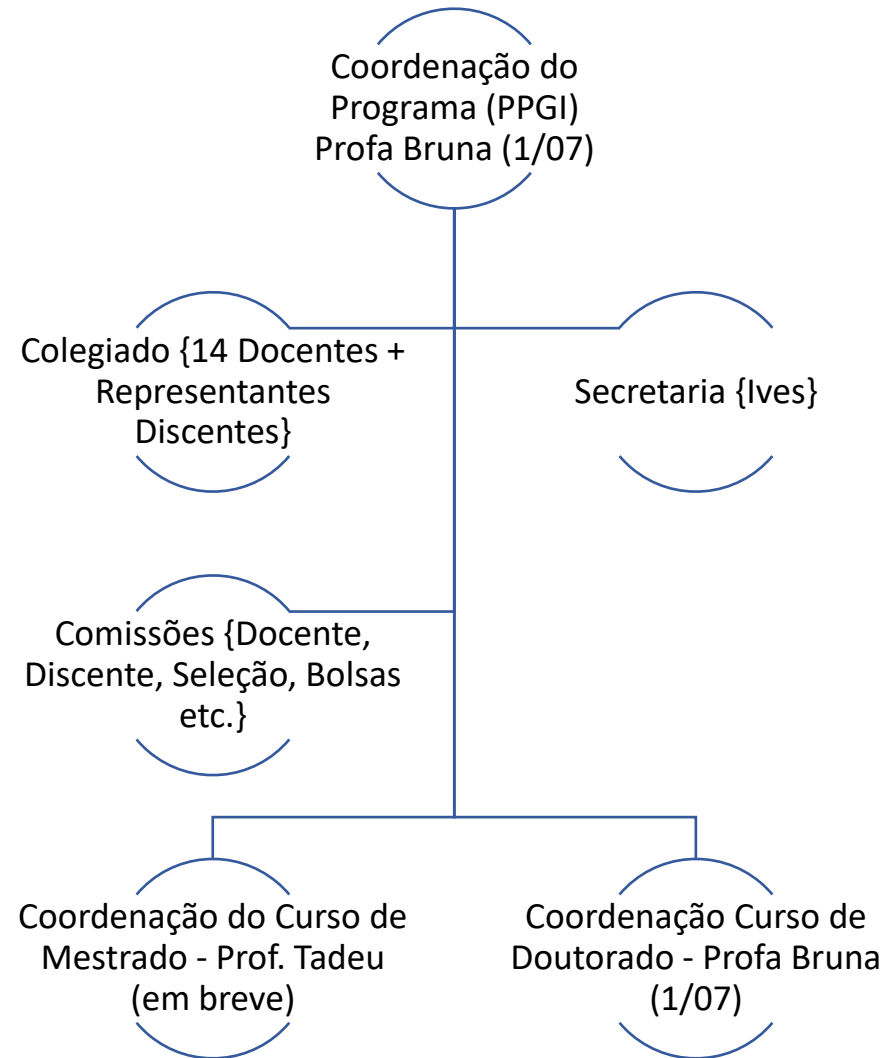 Coordenação do
Programa (PPGI)
Profa Bruna (1/07)
Colegiado {14 Docentes +
Representantes
Discentes}
Secretaria {Ives}
Comissões {Docente,
Discente, Seleção, Bolsas
etc.}
Coordenação do Curso de
Mestrado - Prof. Tadeu
(em breve)
Coordenação Curso de
Doutorado - Profa Bruna
(1/07)